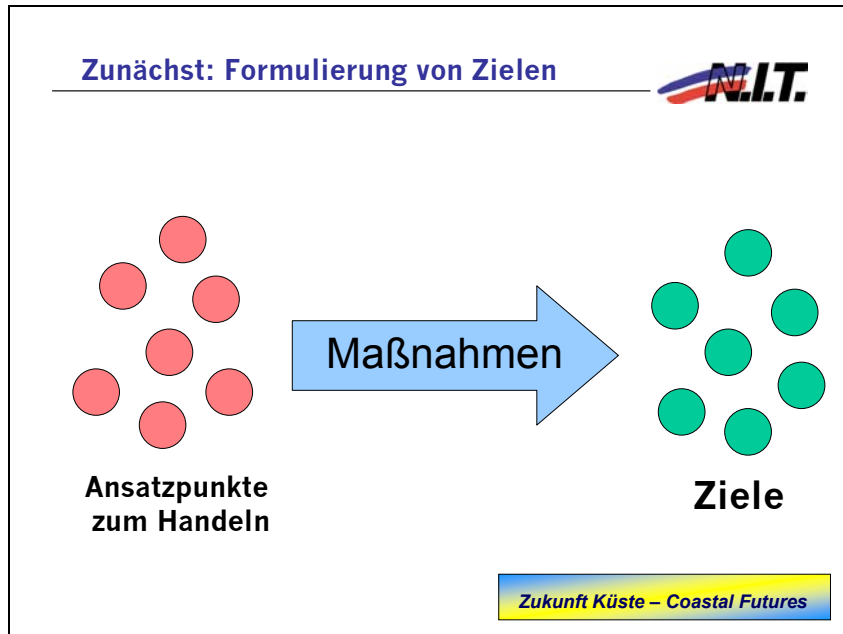 Zunächst: Formulierung von Zielen
N.I.T.
Maßnahmen
Ansatzpunkte
zum Handeln
Ziele
Zukunft Küste – Coastal Futures